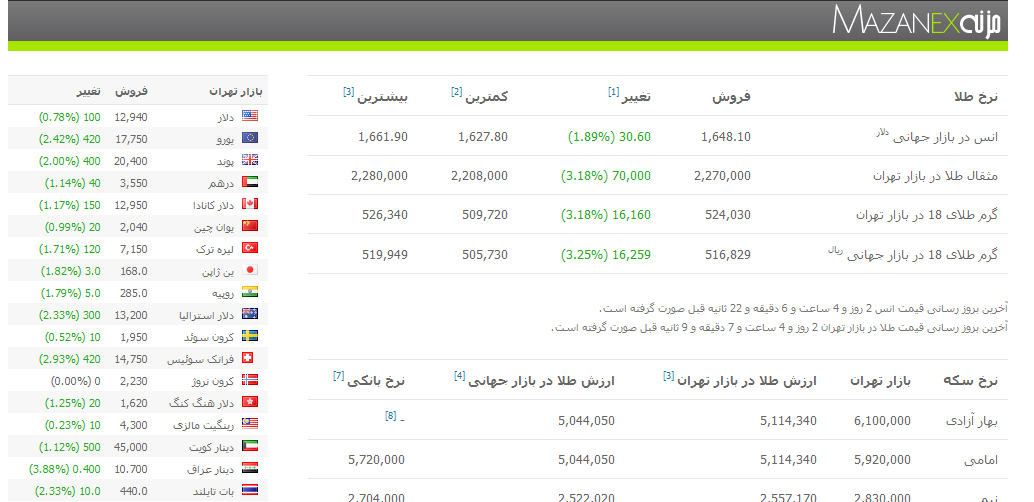 MAZANEX مزنه
نرخ طلا فروش تغییر [1] کمترین [2] بیشترین [3]
انس در بازار جهانی دلار 1,648.10 30.60 (1.89%) 1,627.80 1,661.90
مثقال طلا در بازار تهران 2,270,000 70,000 (3.18%) 2,208,000 2,280,000
گرم طلای 18 در بازار تهران 524,030 16,160 (3.18%) 509,720 526,340
گرم طلای 18 در بازار جهانی ریال 516,829 16,259 (3.25%) 505,730 519,949
آخرین بروز رسانی قیمت انس 2 روز و 4 ساعت و 6 دقیقه و 22 ثانیه قبل صورت گرفته است.
آخرین بروز رسانی قیمت طلا در بازار تهران 2 روز و 4 ساعت و 7 دقیقه و 9 ثانیه قبل صورت گرفته است.
نرخ سکه بازار تهران ارزش طلا در بازار تهران [3] ارزش طلا در بازار جهانی [4] نرخ بانکی [7]
بهار آزادی 6,100,000 5,114,340 5,044,050 - [8]
امامی 5,920,000 5,114,340 5,044,050 5,720,000
نیم 2,830,000 2,557,170 2,522,020 2,704,000
بازار تهران فروش تغییر
دلار 12,940 100 (0.78%)
یورو 17,750 420 (2.42%)
پوند 20,400 400 (2.00%)
درهم 3,550 40 (1.14%)
دلار کانادا 12,950 150 (1.17%)
یوان چین 2,040 20 (0.99%)
لیره ترک 7,150 120 (1.71%)
ین ژاپن 168.0 3.0 (1.82%)
روپیه 285.0 5.0 (1.79%)
دلار استرالیا 13,200 300 (2.33%)
کرون سوئد 1,950 10 (0.52%)
فرانک سوئیس 14,750 420 (2.93%)
کرون نروژ 2,230 0 (0.00%)
دلار هنگ کنگ 1,620 20 (1.25%)
رینگیت مالزی 4,300 10 (0.23%)
دینار کویت 45,000 500 (1.12%)
دینار عراق 10.700 0.400 (3.88%)
بات تایلند 440.0 10.0 (2.33%)